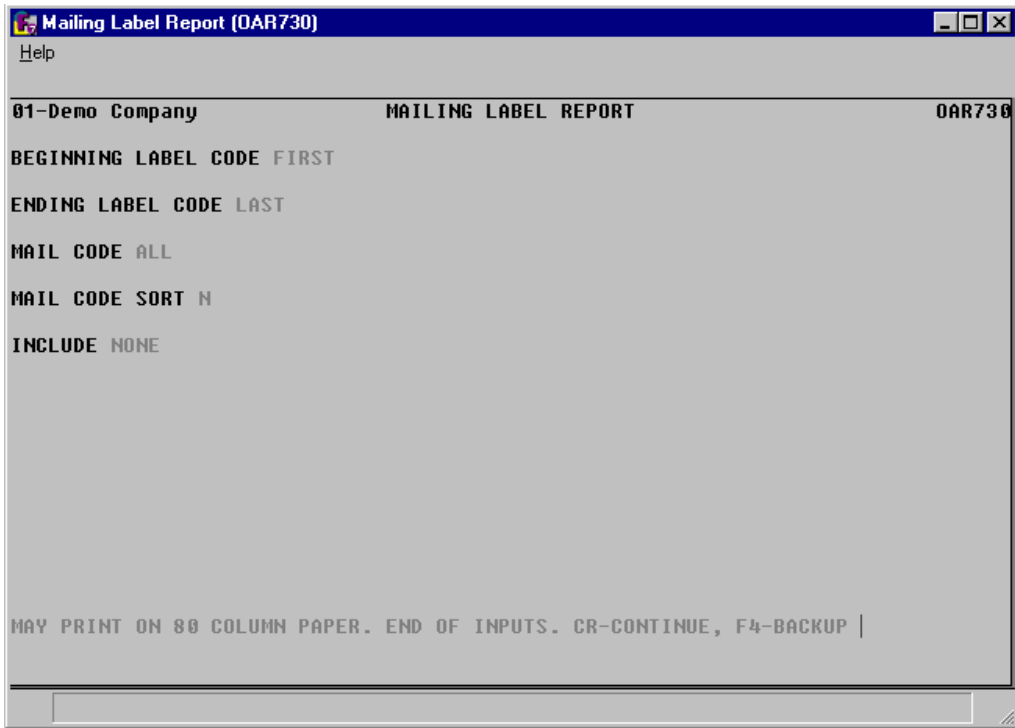 Mailing Label Report (OAR730)
Help
01-Demo Company MAILING LABEL REPORT OAR730
BEGINNING LABEL CODE FIRST
ENDING LABEL CODE LAST
MAIL CODE ALL
MAIL CODE SORT N
INCLUDE NONE
MAY PRINT ON 80 COLUMN PAPER. END OF INPUTS. CR-CONTINUE, F4-BACKUP